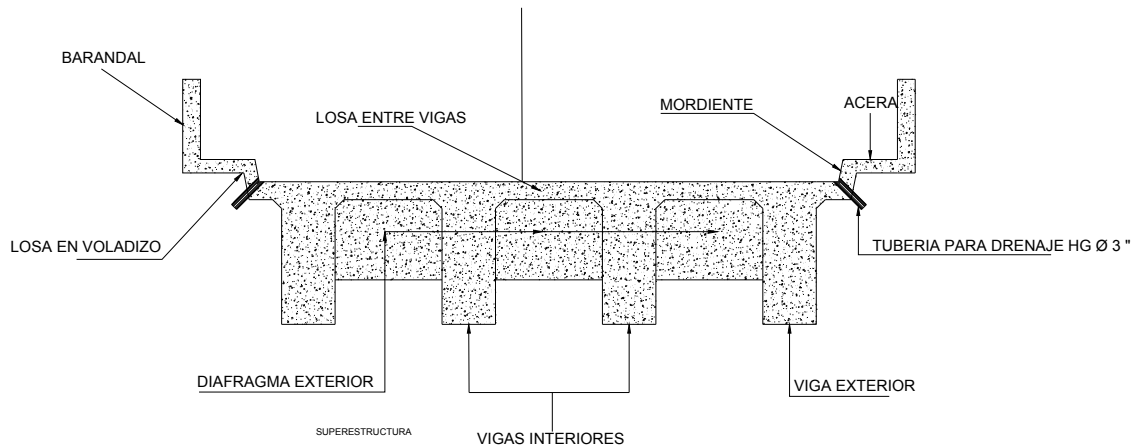 BARANDAL
LOSA ENTRE VIGAS
MORDIENTE
ACERA
LOSA EN VOLADIZO
TUBERIA PARA DRENAJE HG Ø 3 "
DIAFRAGMA EXTERIOR
VIGA EXTERIOR
SUPERESTRUCTURA
VIGAS INTERIORES